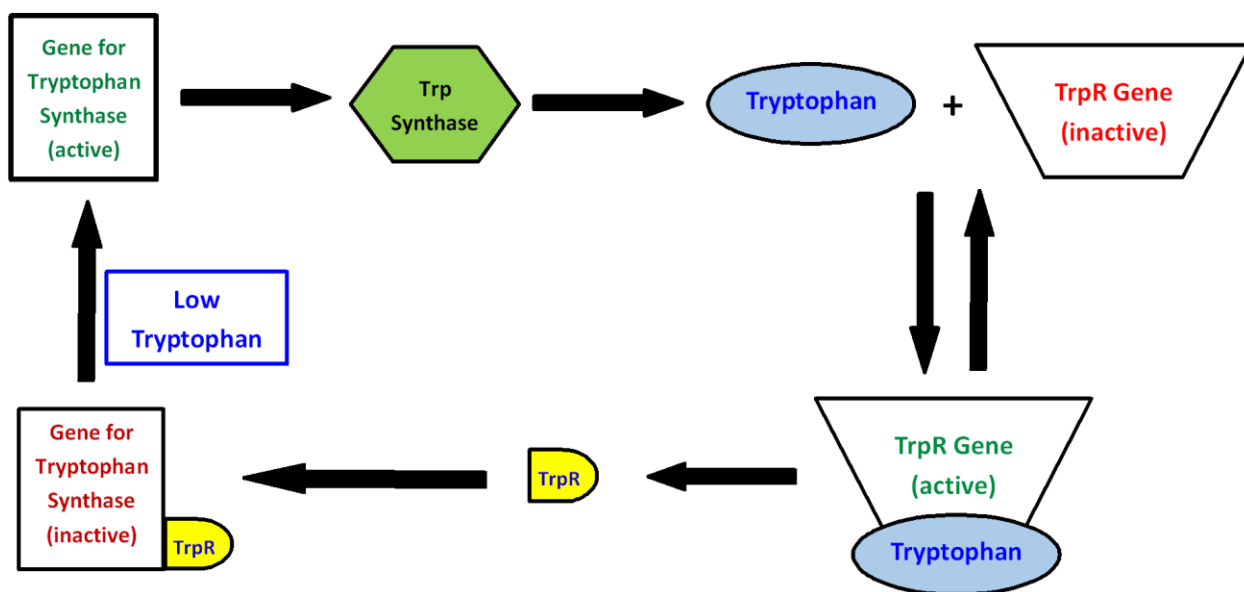 Gene for
Tryptophan
Synthase
(active)
Trp
Synthase
Tryptophan
+
TrpR Gene
(inactive)
Low
Tryptophan
Gene for
Tryptophan
Synthase
(inactive)
TrpR
TrpR
TrpR Gene
(active)
Tryptophan